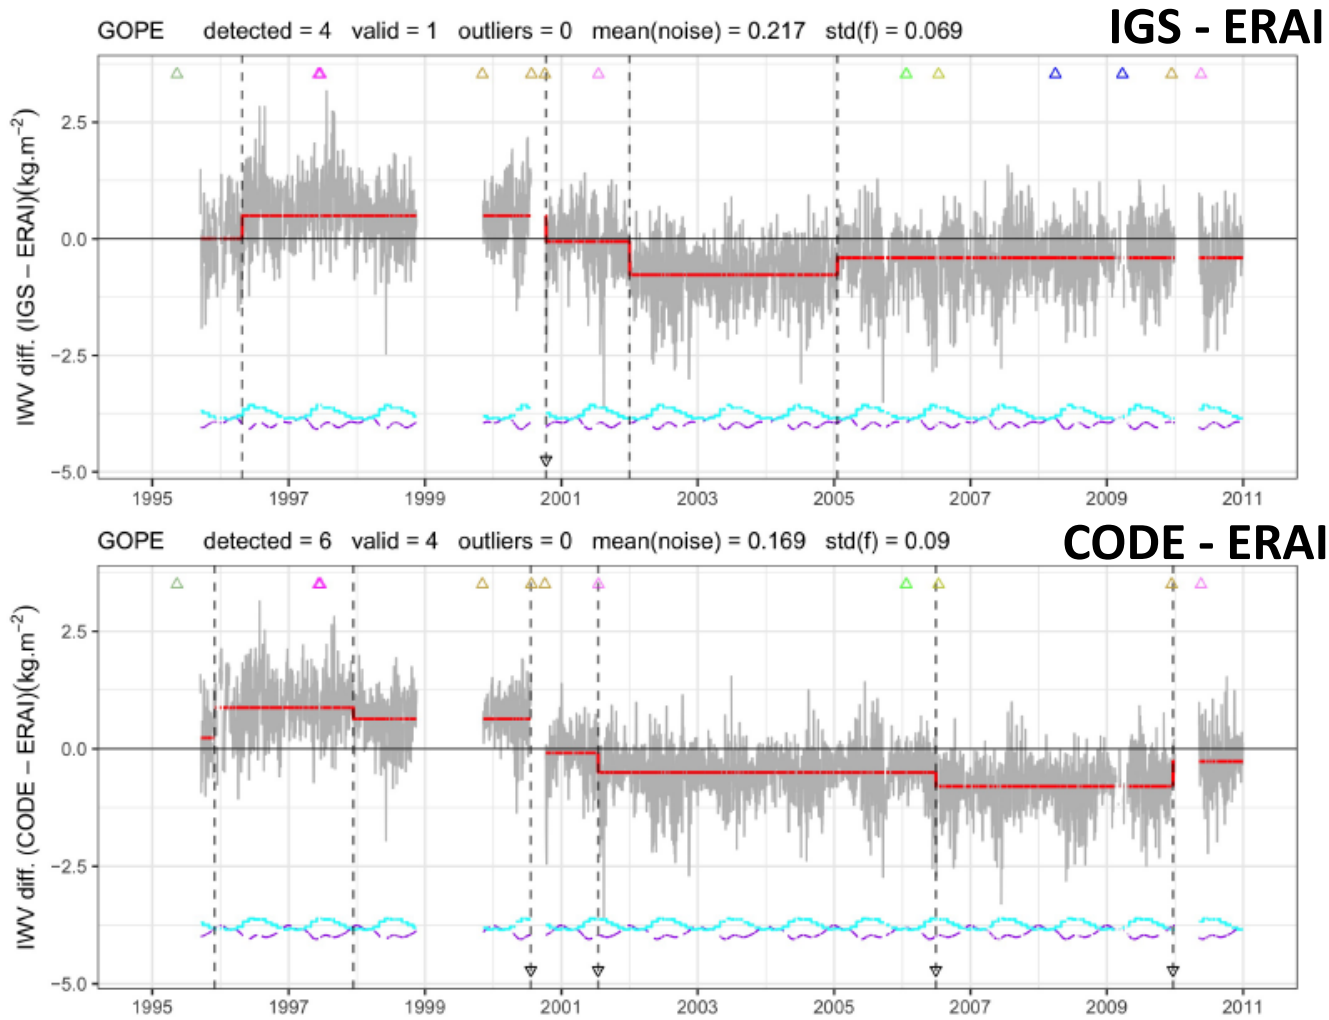 IGS - ERAI
GOPE detected = 4 valid = 1 outliers = 0 mean(noise) = 0.217 std(f) = 0.069
IWV diff. (IGS – ERAI)(kg.m−2)
2.5
0.0
−2.5
−5.0
1995 1997 1999 2001 2003 2005 2007 2009 2011
CODE - ERAI
GOPE detected = 6 valid = 4 outliers = 0 mean(noise) = 0.169 std(f) = 0.09
IWV diff. (CODE – ERAI)(kg.m−2)
2.5
0.0
−2.5
−5.0
1995 1997 1999 2001 2003 2005 2007 2009 2011